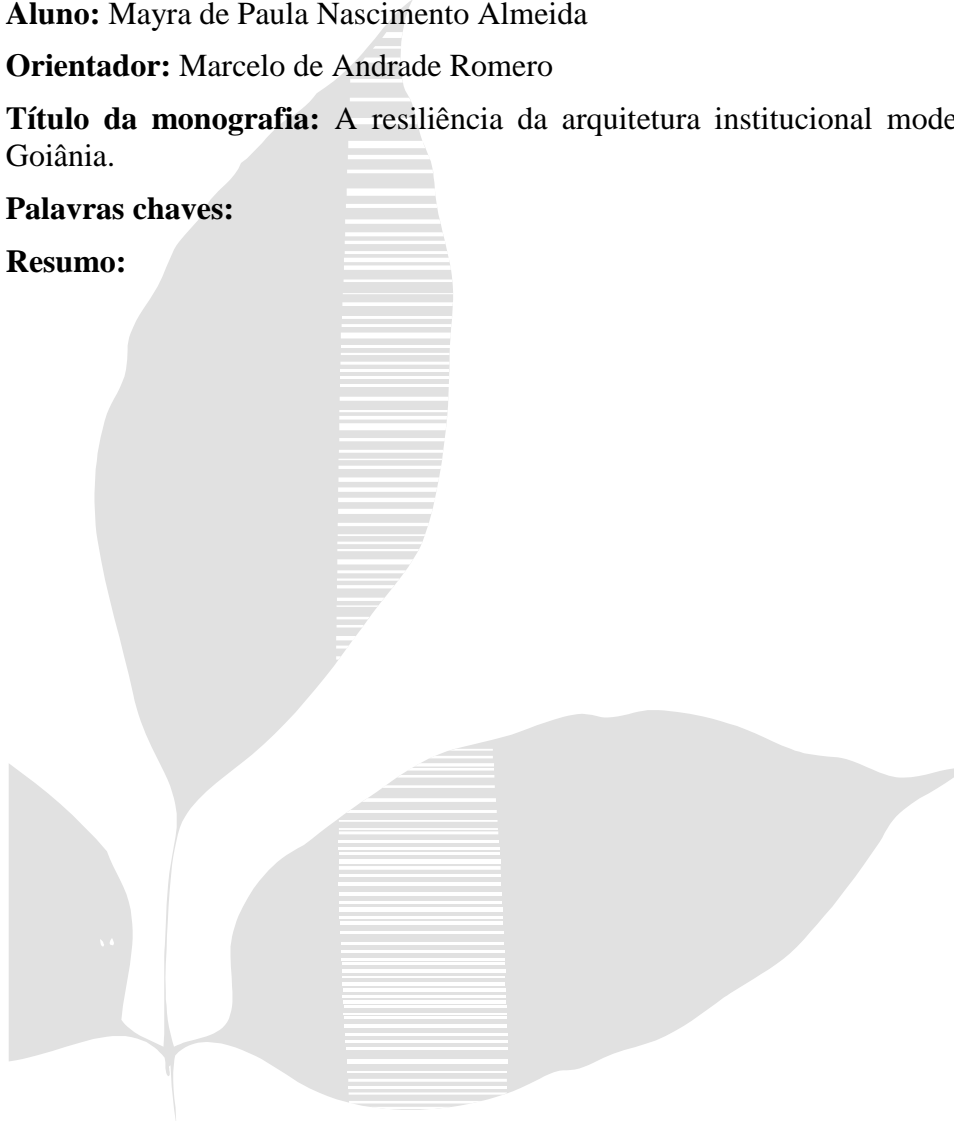 Aluno: Mayra de Paula Nascimento Almeida
Orientador: Marcelo de Andrade Romero
Título da monografia: A resiliência da arquitetura institucional mode
Goiânia.
Palavras chaves:
Resumo: